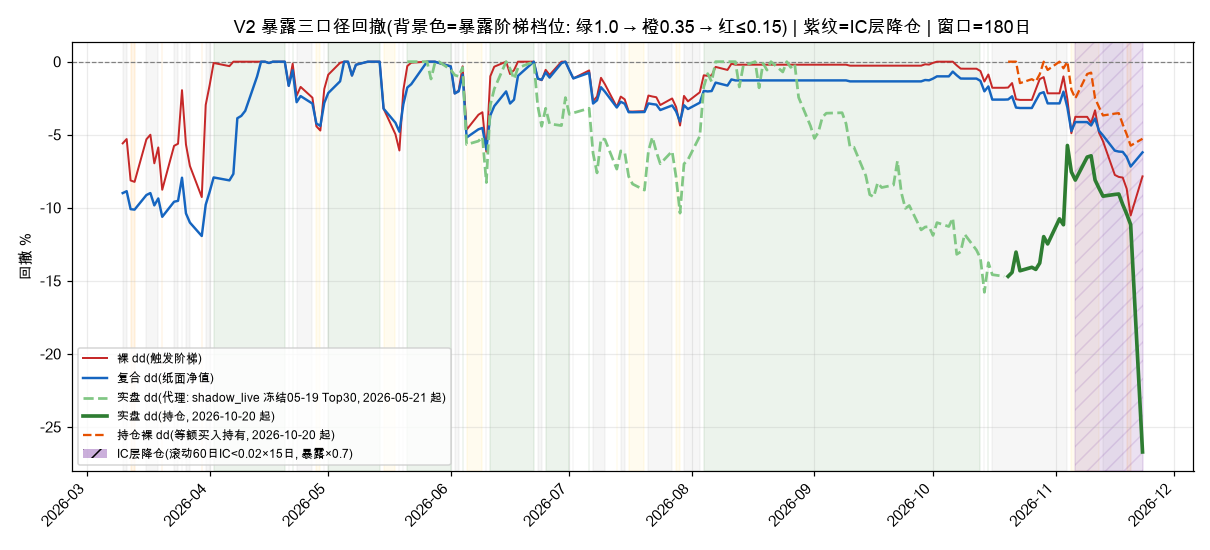 V2 暴露三口径回撤(背景色=暴露阶梯档位: 绿1.0 → 橙0.35 → 红≤0.15) | 紫纹=IC层降仓 | 窗口=180日
回撤 %
0
-5
-10
-15
-20
-25
裸 dd(触发阶梯)
复合 dd(纸面净值)
实盘 dd(代理: shadow_live 冻结05-19 Top30, 2026-05-21 起)
实盘 dd(持仓, 2026-10-20 起)
持仓裸 dd(等额买入持有, 2026-10-20 起)
IC层降仓(滚动60日IC<0.02×15日, 暴露×0.7)
2026-03
2026-04
2026-05
2026-06
2026-07
2026-08
2026-09
2026-10
2026-11
2026-12